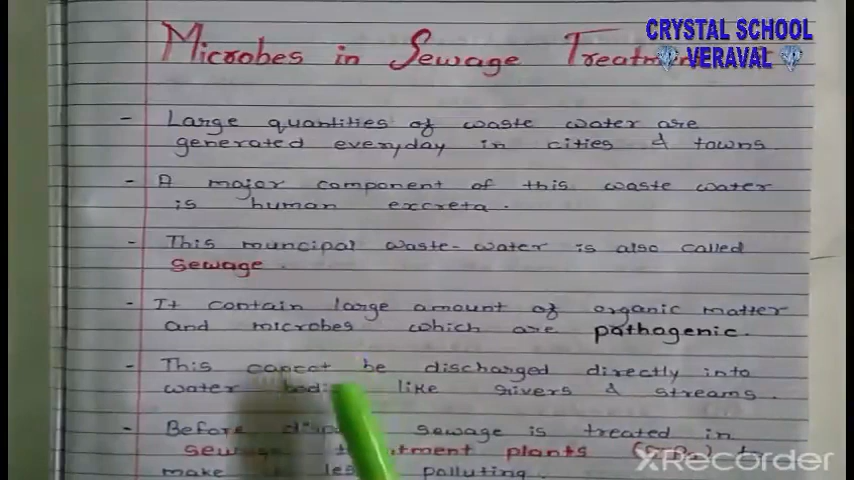 Microbes in Sewage
CRYSTAL SCHOOL
VERAVAL
- Large quantities of waste water are
generated everyday in cities & towns
- A major component of this waste water
is human excreta.
- This muncipal waste-water is also called
Sewage.
- It contain large amount of organic matter
and microbes which are pathogenic.
- This cannot be discharged directly into
water like rivers & streams.
- Before sewage is treated in
plants
make polluting.
XRecorder